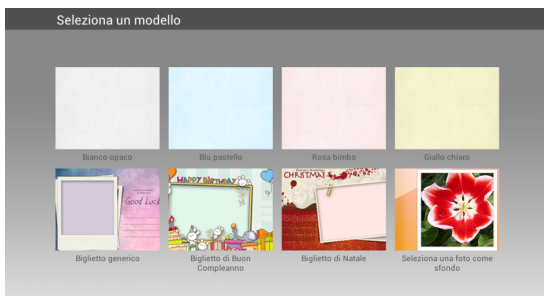 Seleziona un modello
Bianco opaco
Blu pastello
Rosa bimbo
Giallo chiaro
Good Luck
HAPPY BIRTHDAY
CHRISTMAS
Biglietto generico
Biglietto di Buon
Compleanno
Biglietto di Natale
Seleziona una foto come
sfondo